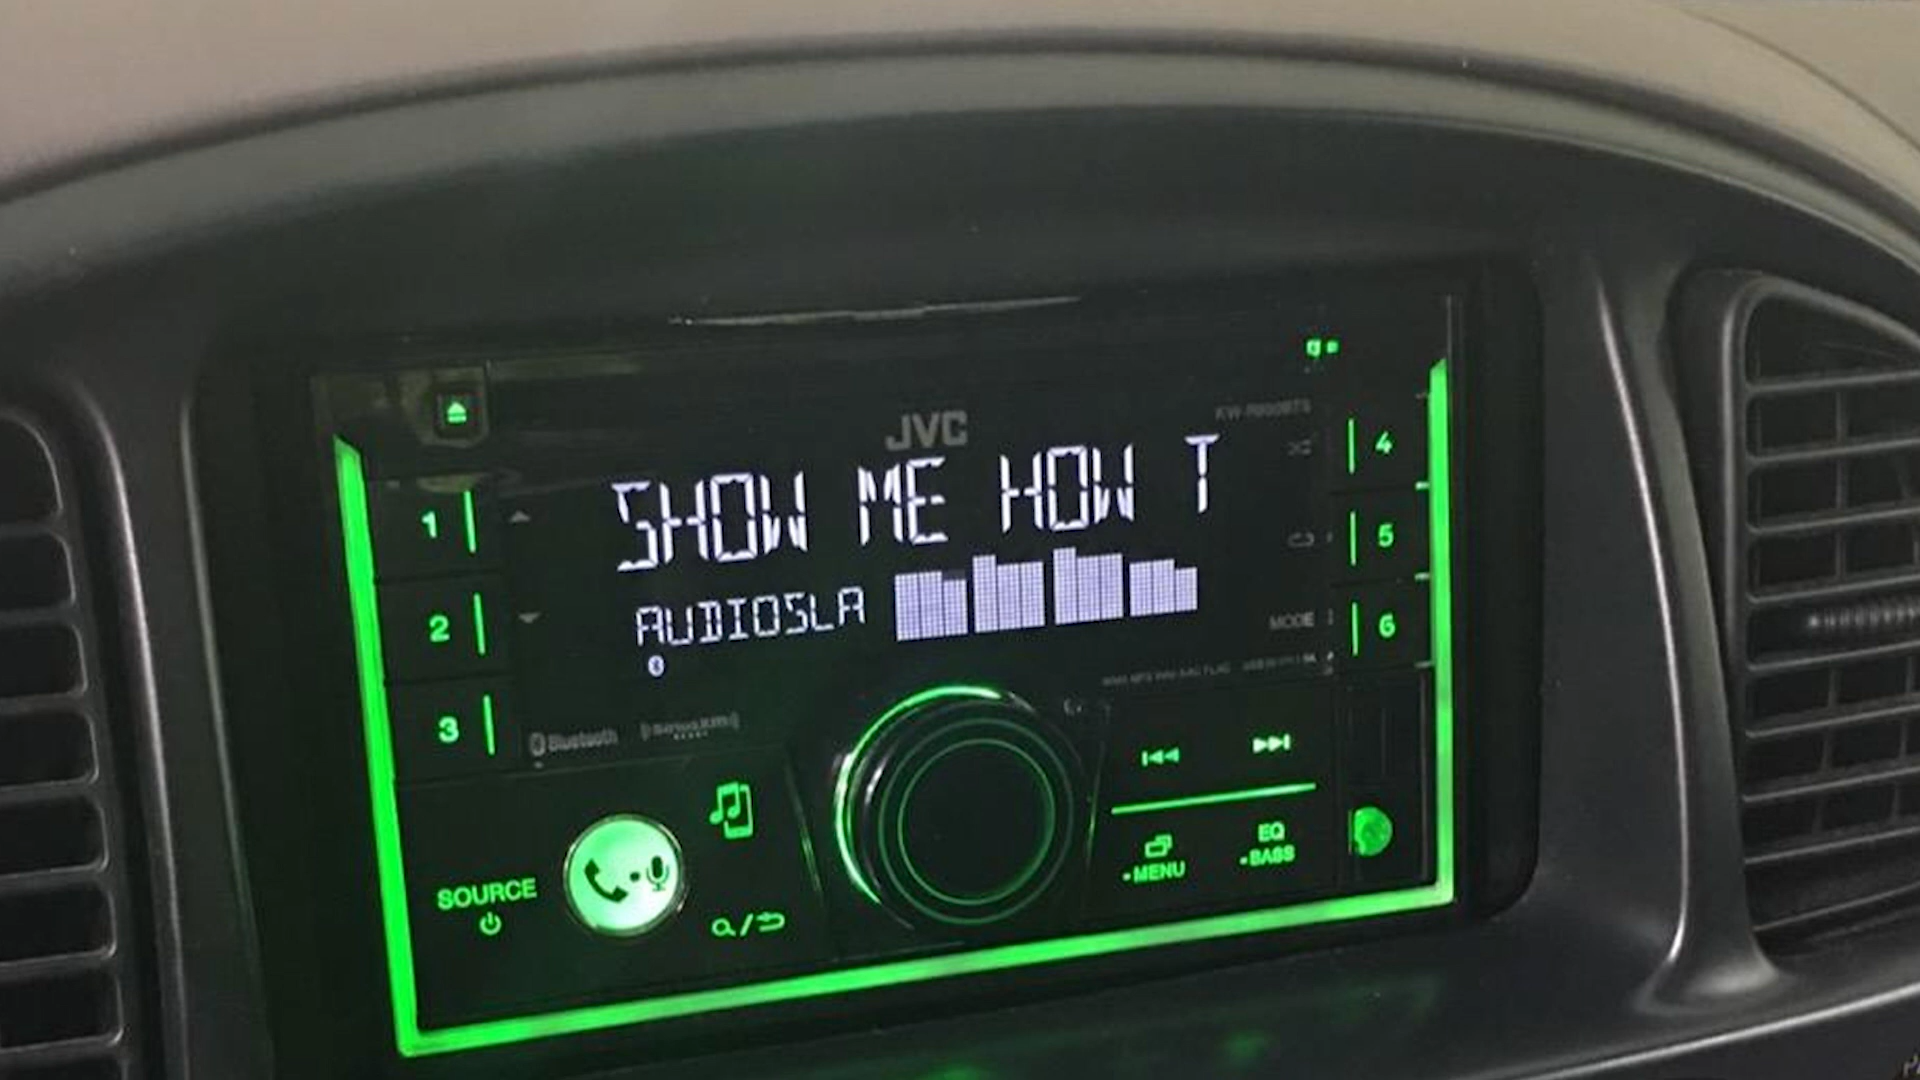 JVC
SHOW ME HOW T
AUDIOSLA
1
2
3
4
5
6
MODE
Bluetooth
SOURCE
MENU
EQ
BASS